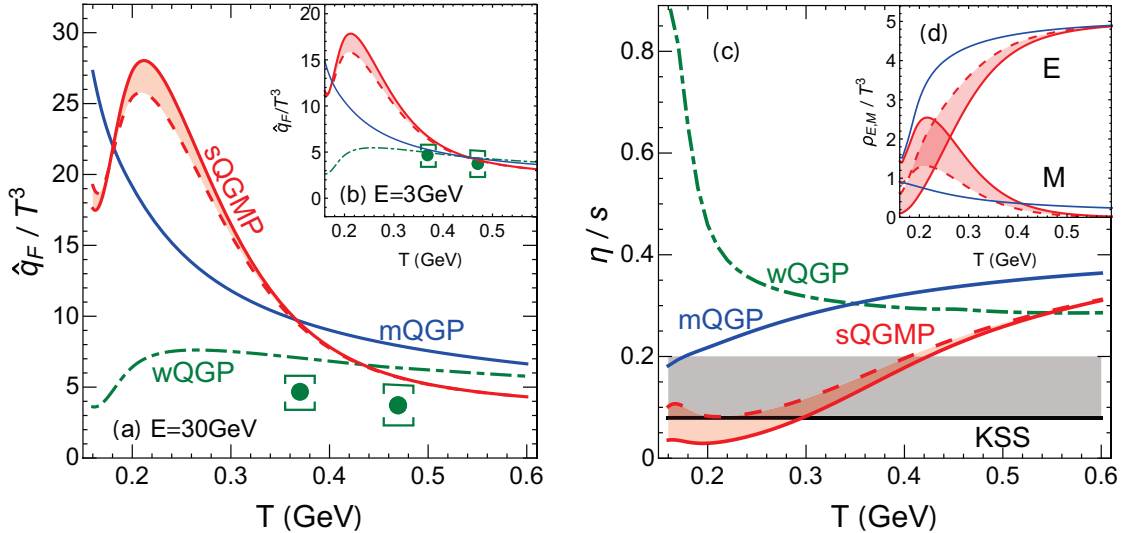 q̂_F / T³
30
25
20
15
10
5
0
0.2
0.3
0.4
0.5
0.6
T (GeV)
sQGMP
mQGP
wQGP
(a) E=30GeV
q̂_F/T³
20
15
10
5
0
0.2
0.3
0.4
0.5
T (GeV)
(b) E=3GeV
η / s
0.8
0.6
0.4
0.2
0
0.2
0.3
0.4
0.5
0.6
T (GeV)
(c)
wQGP
mQGP
sQGMP
KSS
ρ_E,M / T³
5
4
3
2
1
0
0.2
0.3
0.4
0.5
T (GeV)
(d)
E
M